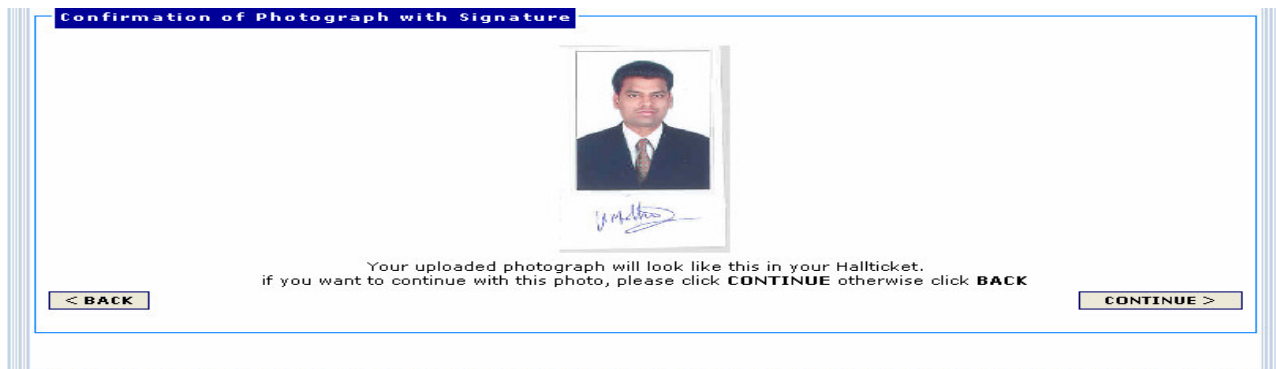 Confirmation of Photograph with Signature
Your uploaded photograph will look like this in your Hallticket.
if you want to continue with this photo, please click CONTINUE otherwise click BACK
< BACK
CONTINUE >